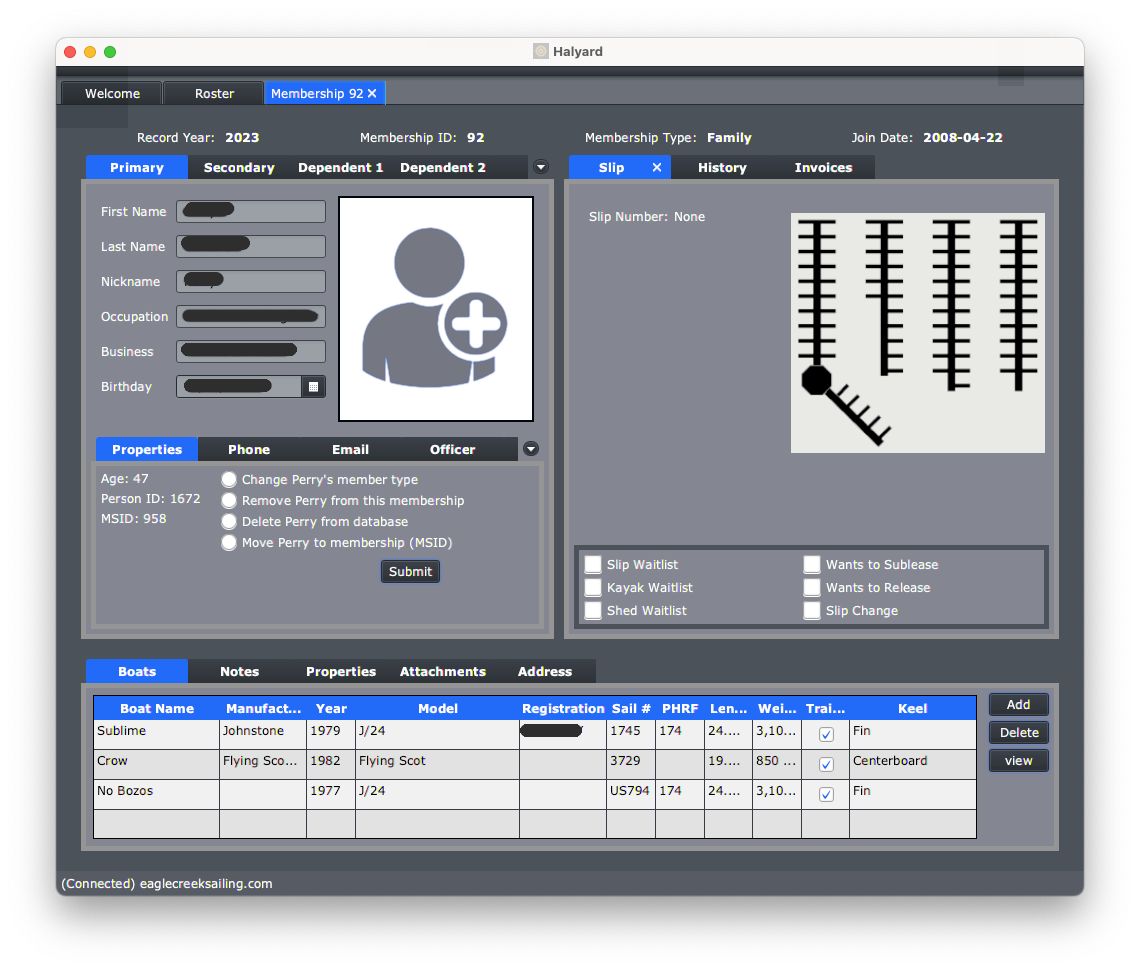 Halyard
Welcome Roster Membership 92 ✕
Record Year: 2023 Membership ID: 92 Membership Type: Family Join Date: 2008-04-22
Primary Secondary Dependent 1 Dependent 2
Slip ✕ History Invoices
First Name
Last Name
Nickname
Occupation
Business
Birthday
Slip Number: None
Properties Phone Email Officer
Age: 47
Person ID: 1672
MSID: 958
Change Perry's member type
Remove Perry from this membership
Delete Perry from database
Move Perry to membership (MSID)
Submit
Slip Waitlist Wants to Sublease
Kayak Waitlist Wants to Release
Shed Waitlist Slip Change
Boats Notes Properties Attachments Address
Boat Name Manufact... Year Model Registration Sail # PHRF Len... Wei... Trai... Keel
Sublime Johnstone 1979 J/24 1745 174 24.... 3,10... Fin
Crow Flying Sco... 1982 Flying Scot 3729 19.... 850 ... Centerboard
No Bozos 1977 J/24 US794 174 24.... 3,10... Fin
Add
Delete
view
(Connected) eaglecreeksailing.com